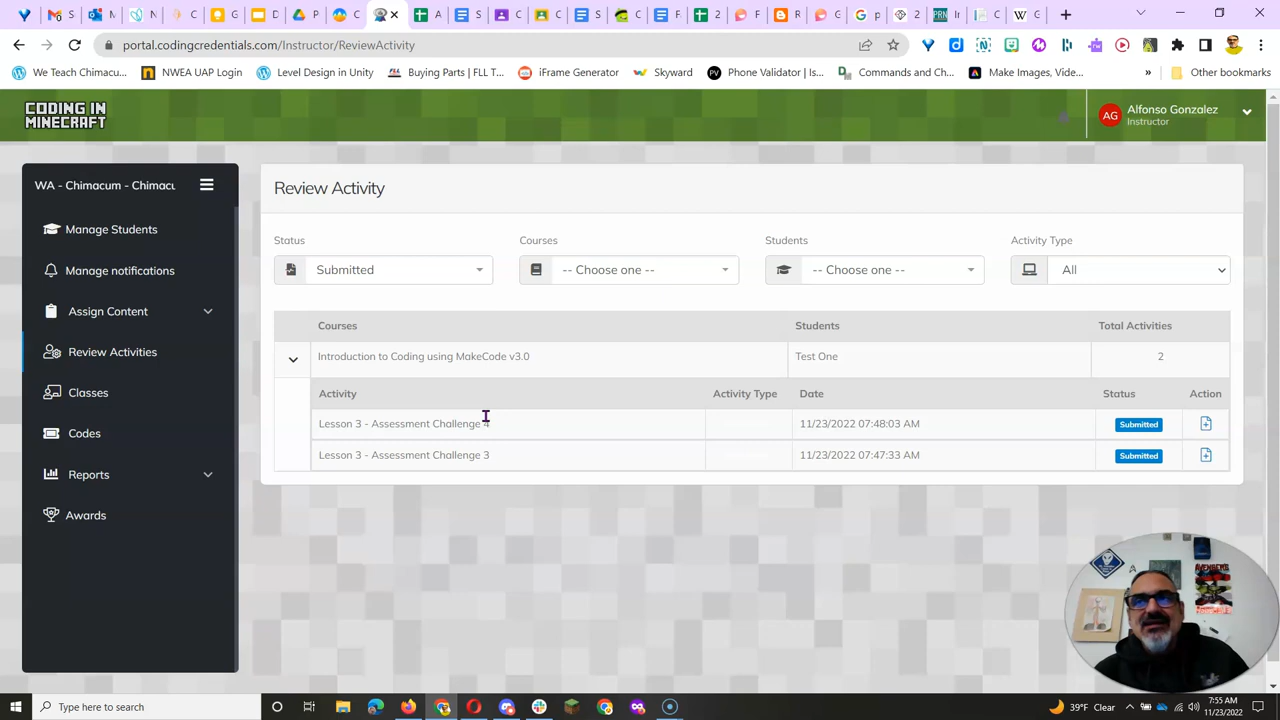 portal.codingcredentials.com/Instructor/ReviewActivity
We Teach Chimacu...
NWEA UAP Login
Level Design in Unity
Buying Parts | FLL T...
iFrame Generator
Skyward
Phone Validator | Is...
Commands and Ch...
Make Images, Vide...
»
Other bookmarks
CODING IN
MINECRAFT
AG
Alfonso Gonzalez
Instructor
WA - Chimacum - Chimacu
Manage Students
Manage notifications
Assign Content
Review Activities
Classes
Codes
Reports
Awards
Review Activity
Status
Courses
Students
Activity Type
Submitted
-- Choose one --
-- Choose one --
All
Courses
Students
Total Activities
Introduction to Coding using MakeCode v3.0
Test One
2
Activity
Activity Type
Date
Status
Action
Lesson 3 - Assessment Challenge 4
11/23/2022 07:48:03 AM
Submitted
Lesson 3 - Assessment Challenge 3
11/23/2022 07:47:33 AM
Submitted
AVENGERS
Type here to search
39°F Clear
7:55 AM
11/23/2022